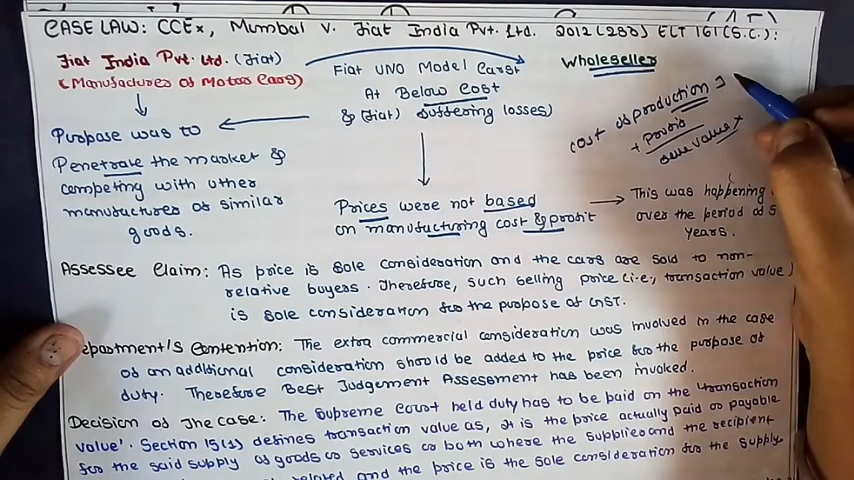 CASE LAW: CCEx, Mumbai V. Fiat India Pvt. Ltd. 2012 (283) ELT 161 (S.C.):
Fiat India Pvt. Ltd. (Fiat)
(Manufactures of Motor Cars)
Fiat UNO Model Cars
At Below Cost
& (Fiat) Suffering losses)
Wholeseller
Cost of production
+ Profit
Sale value
Purpose was to
Penetrate the market &
competing with other
manufactures of similar
goods.
Prices were not based
on manufacturing cost & profit
This was happening
over the period of 5
Years.
Assessee Claim: As price is sole consideration and the cars are sold to non-
relative buyers. Therefore, such selling price (i.e., transaction value)
is sole consideration for the purpose of GST.
epartment's Contention: The extra commercial consideration was involved in the case
of an additional consideration should be added to the price for the purpose of
duty. Therefore Best Judgement Assessment has been invoked.
Decision of The case: The Supreme Court held duty has to be paid on the 'transaction
value'. Section 15(1) defines transaction value as, it is the price actually paid or payable
for the said supply of goods or services or both where the supplier and the recipient
related and the price is the sole consideration for the supply.